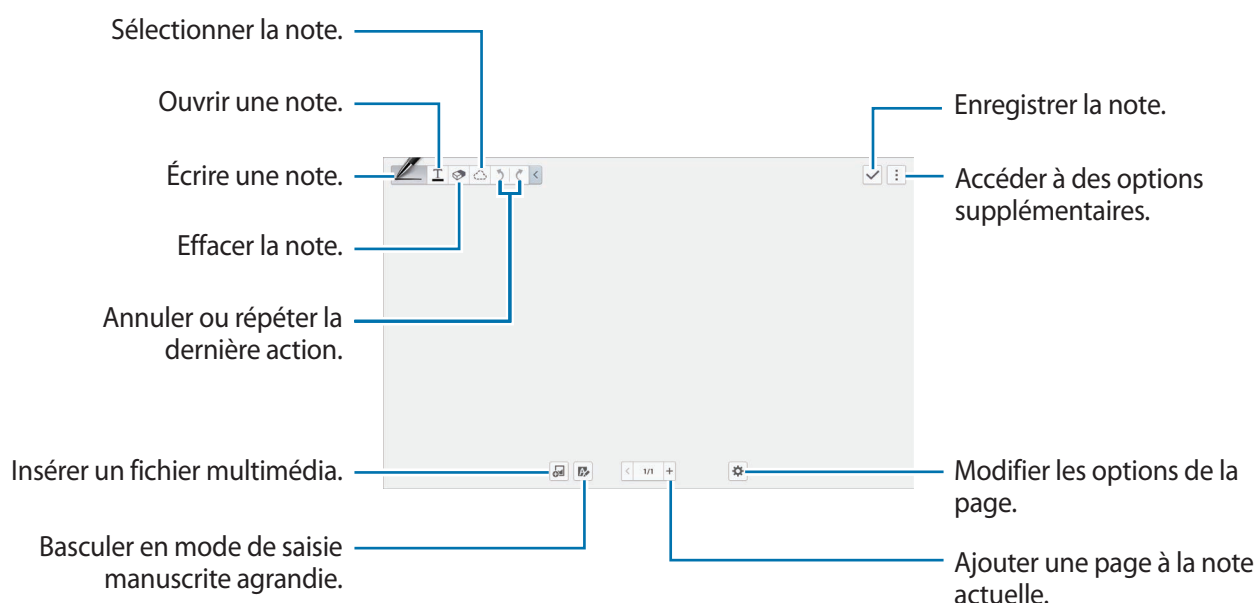 Sélectionner la note.
Ouvrir une note.
Écrire une note.
Effacer la note.
Annuler ou répéter la
dernière action.
Insérer un fichier multimédia.
Basculer en mode de saisie
manuscrite agrandie.
T
1/1
Enregistrer la note.
Accéder à des options
supplémentaires.
Modifier les options de la
page.
Ajouter une page à la note
actuelle.